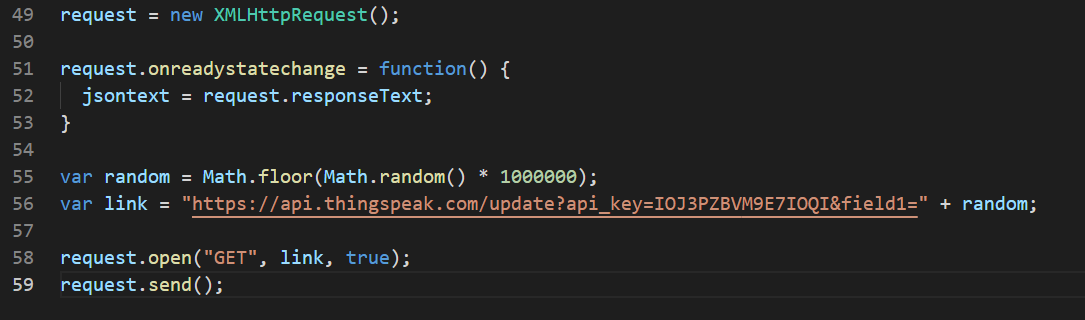 49 request = new XMLHttpRequest();
50
51 request.onreadystatechange = function() {
52 jsontext = request.responseText;
53 }
54
55 var random = Math.floor(Math.random() * 1000000);
56 var link = "https://api.thingspeak.com/update?api_key=IOJ3PZBVM9E7IOQI&field1=" + random;
57
58 request.open("GET", link, true);
59 request.send();